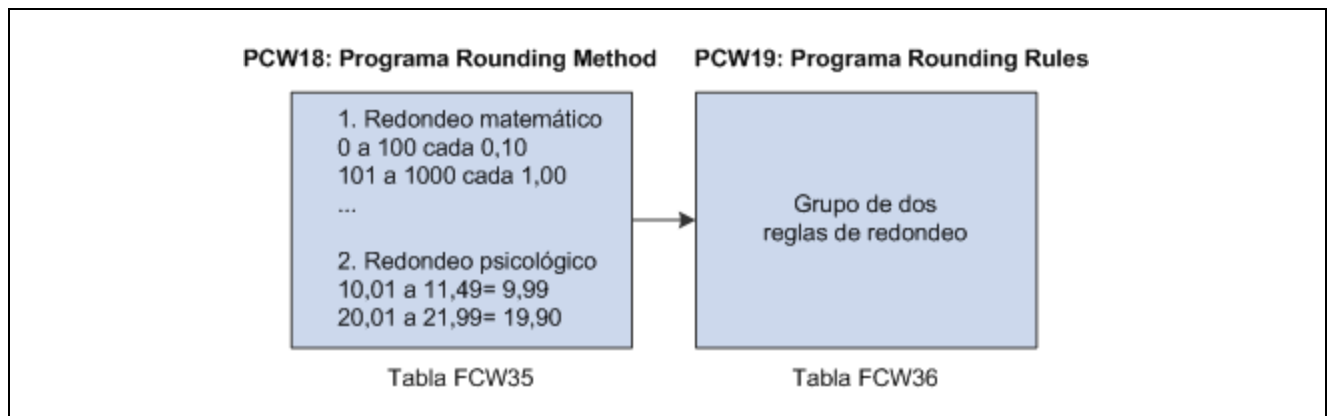 PCW18: Programa Rounding Method
PCW19: Programa Rounding Rules
1. Redondeo matemático
0 a 100 cada 0,10
101 a 1000 cada 1,00
...
2. Redondeo psicológico
10,01 a 11,49= 9,99
20,01 a 21,99= 19,90
Grupo de dos
reglas de redondeo
Tabla FCW35
Tabla FCW36